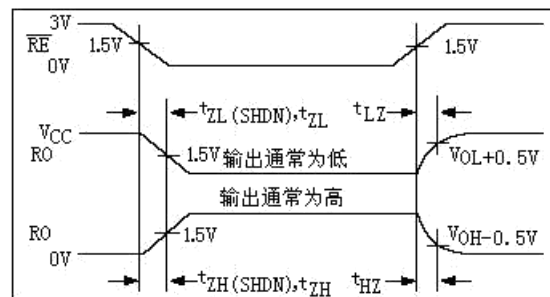 3V
RE 1.5V 1.5V
0V
tZL(SHDN),tZL tLZ
VCC
RO 1.5V 输出通常为低 VOL+0.5V
输出通常为高
RO 1.5V VOH-0.5V
0V
tZH(SHDN),tZH tHZ